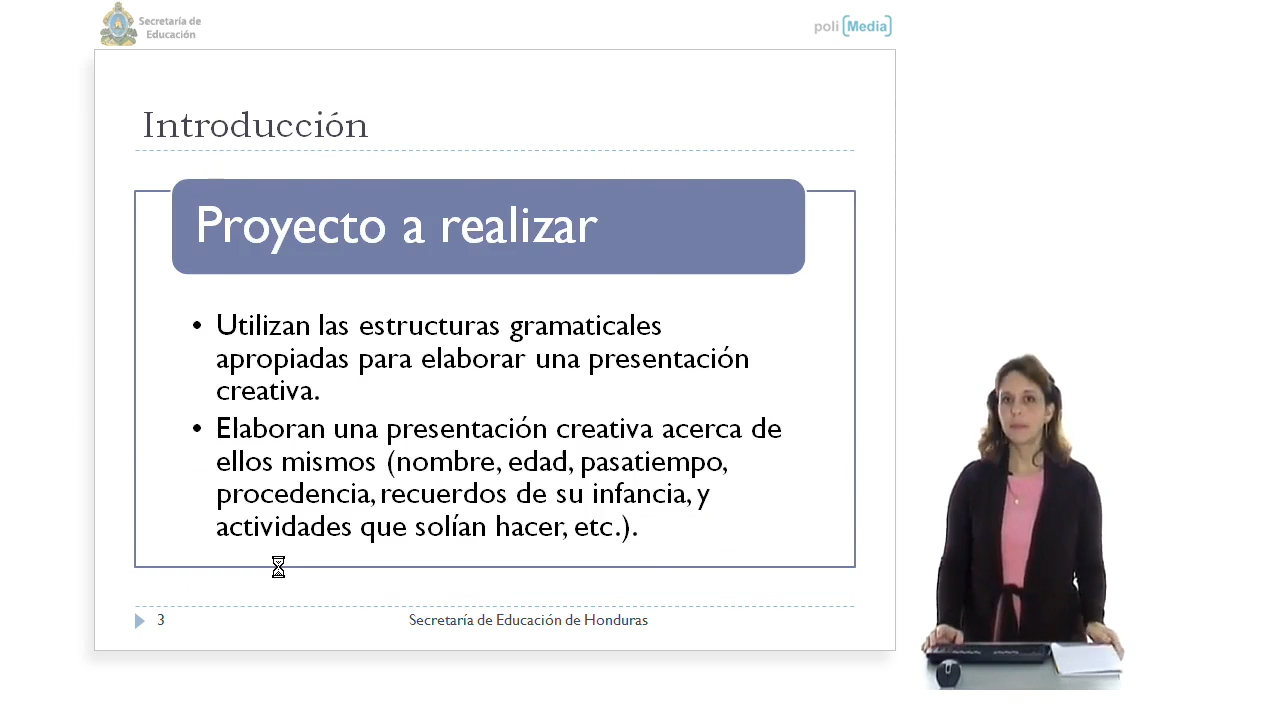 Secretaría de
Educación
poli [Media]
Introducción
Proyecto a realizar
• Utilizan las estructuras gramaticales
apropiadas para elaborar una presentación
creativa.
• Elaboran una presentación creativa acerca de
ellos mismos (nombre, edad, pasatiempo,
procedencia, recuerdos de su infancia, y
actividades que solían hacer, etc.).
3
Secretaría de Educación de Honduras